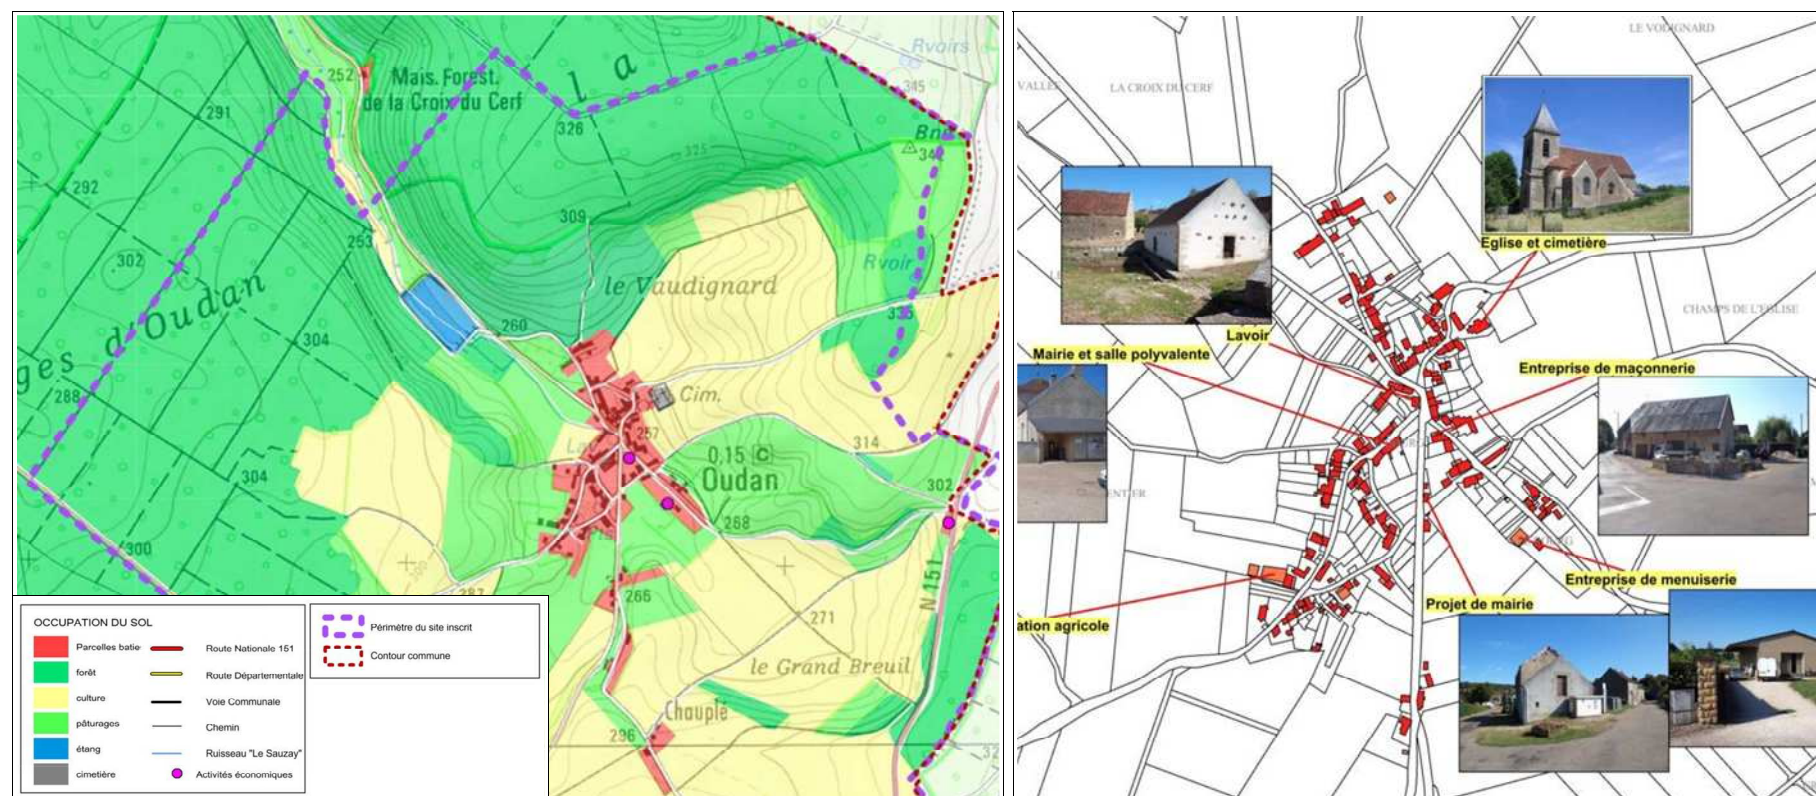 Rvoirs
252
Mais. Forest.
de la Croix du Cerf
la
345
291
326
325
Bne
292
309
253
302
Rvoir
le Vaudignard
ges d'Oudan
304
260
335
288
Cim.
257
314
0,15 C
Oudan
304
302
268
300
300
287
N 151
266
271
le Grand Breuil
Chauplé
296
OCCUPATION DU SOL
Parcelles batie
forêt
culture
pâturages
étang
cimetière
Route Nationale 151
Route Départementale
Voie Communale
Chemin
Ruisseau "Le Sauzay"
Activités économiques
Périmètre du site inscrit
Contour commune
LE VODIGNARD
VALLEE
LA CROIX DU CERF
Eglise et cimetière
CHAMPS DE L'EGLISE
Lavoir
Mairie et salle polyvalente
Entreprise de maçonnerie
Entreprise de menuiserie
Projet de mairie
ation agricole